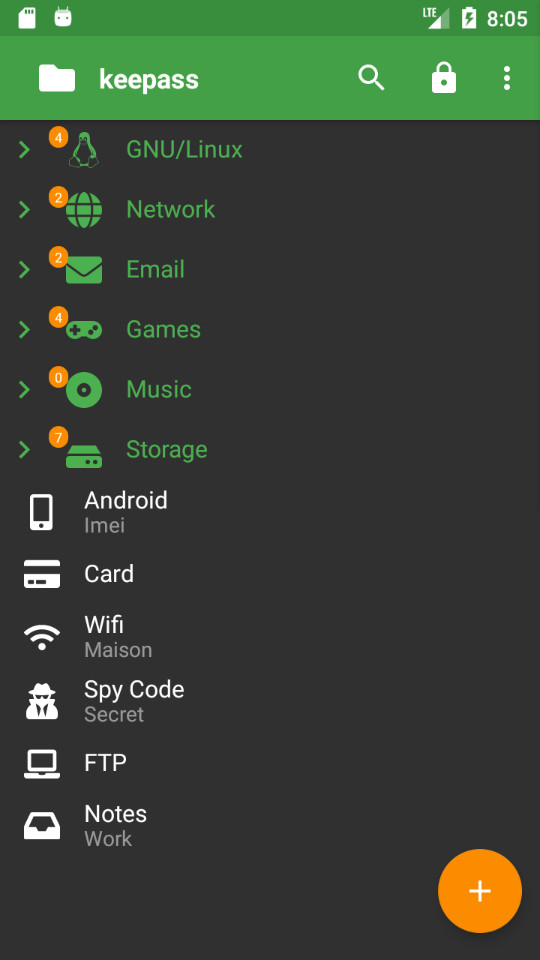 LTE 8:05
keepass
4 GNU/Linux
2 Network
2 Email
4 Games
0 Music
7 Storage
Android
Imei
Card
Wifi
Maison
Spy Code
Secret
FTP
Notes
Work